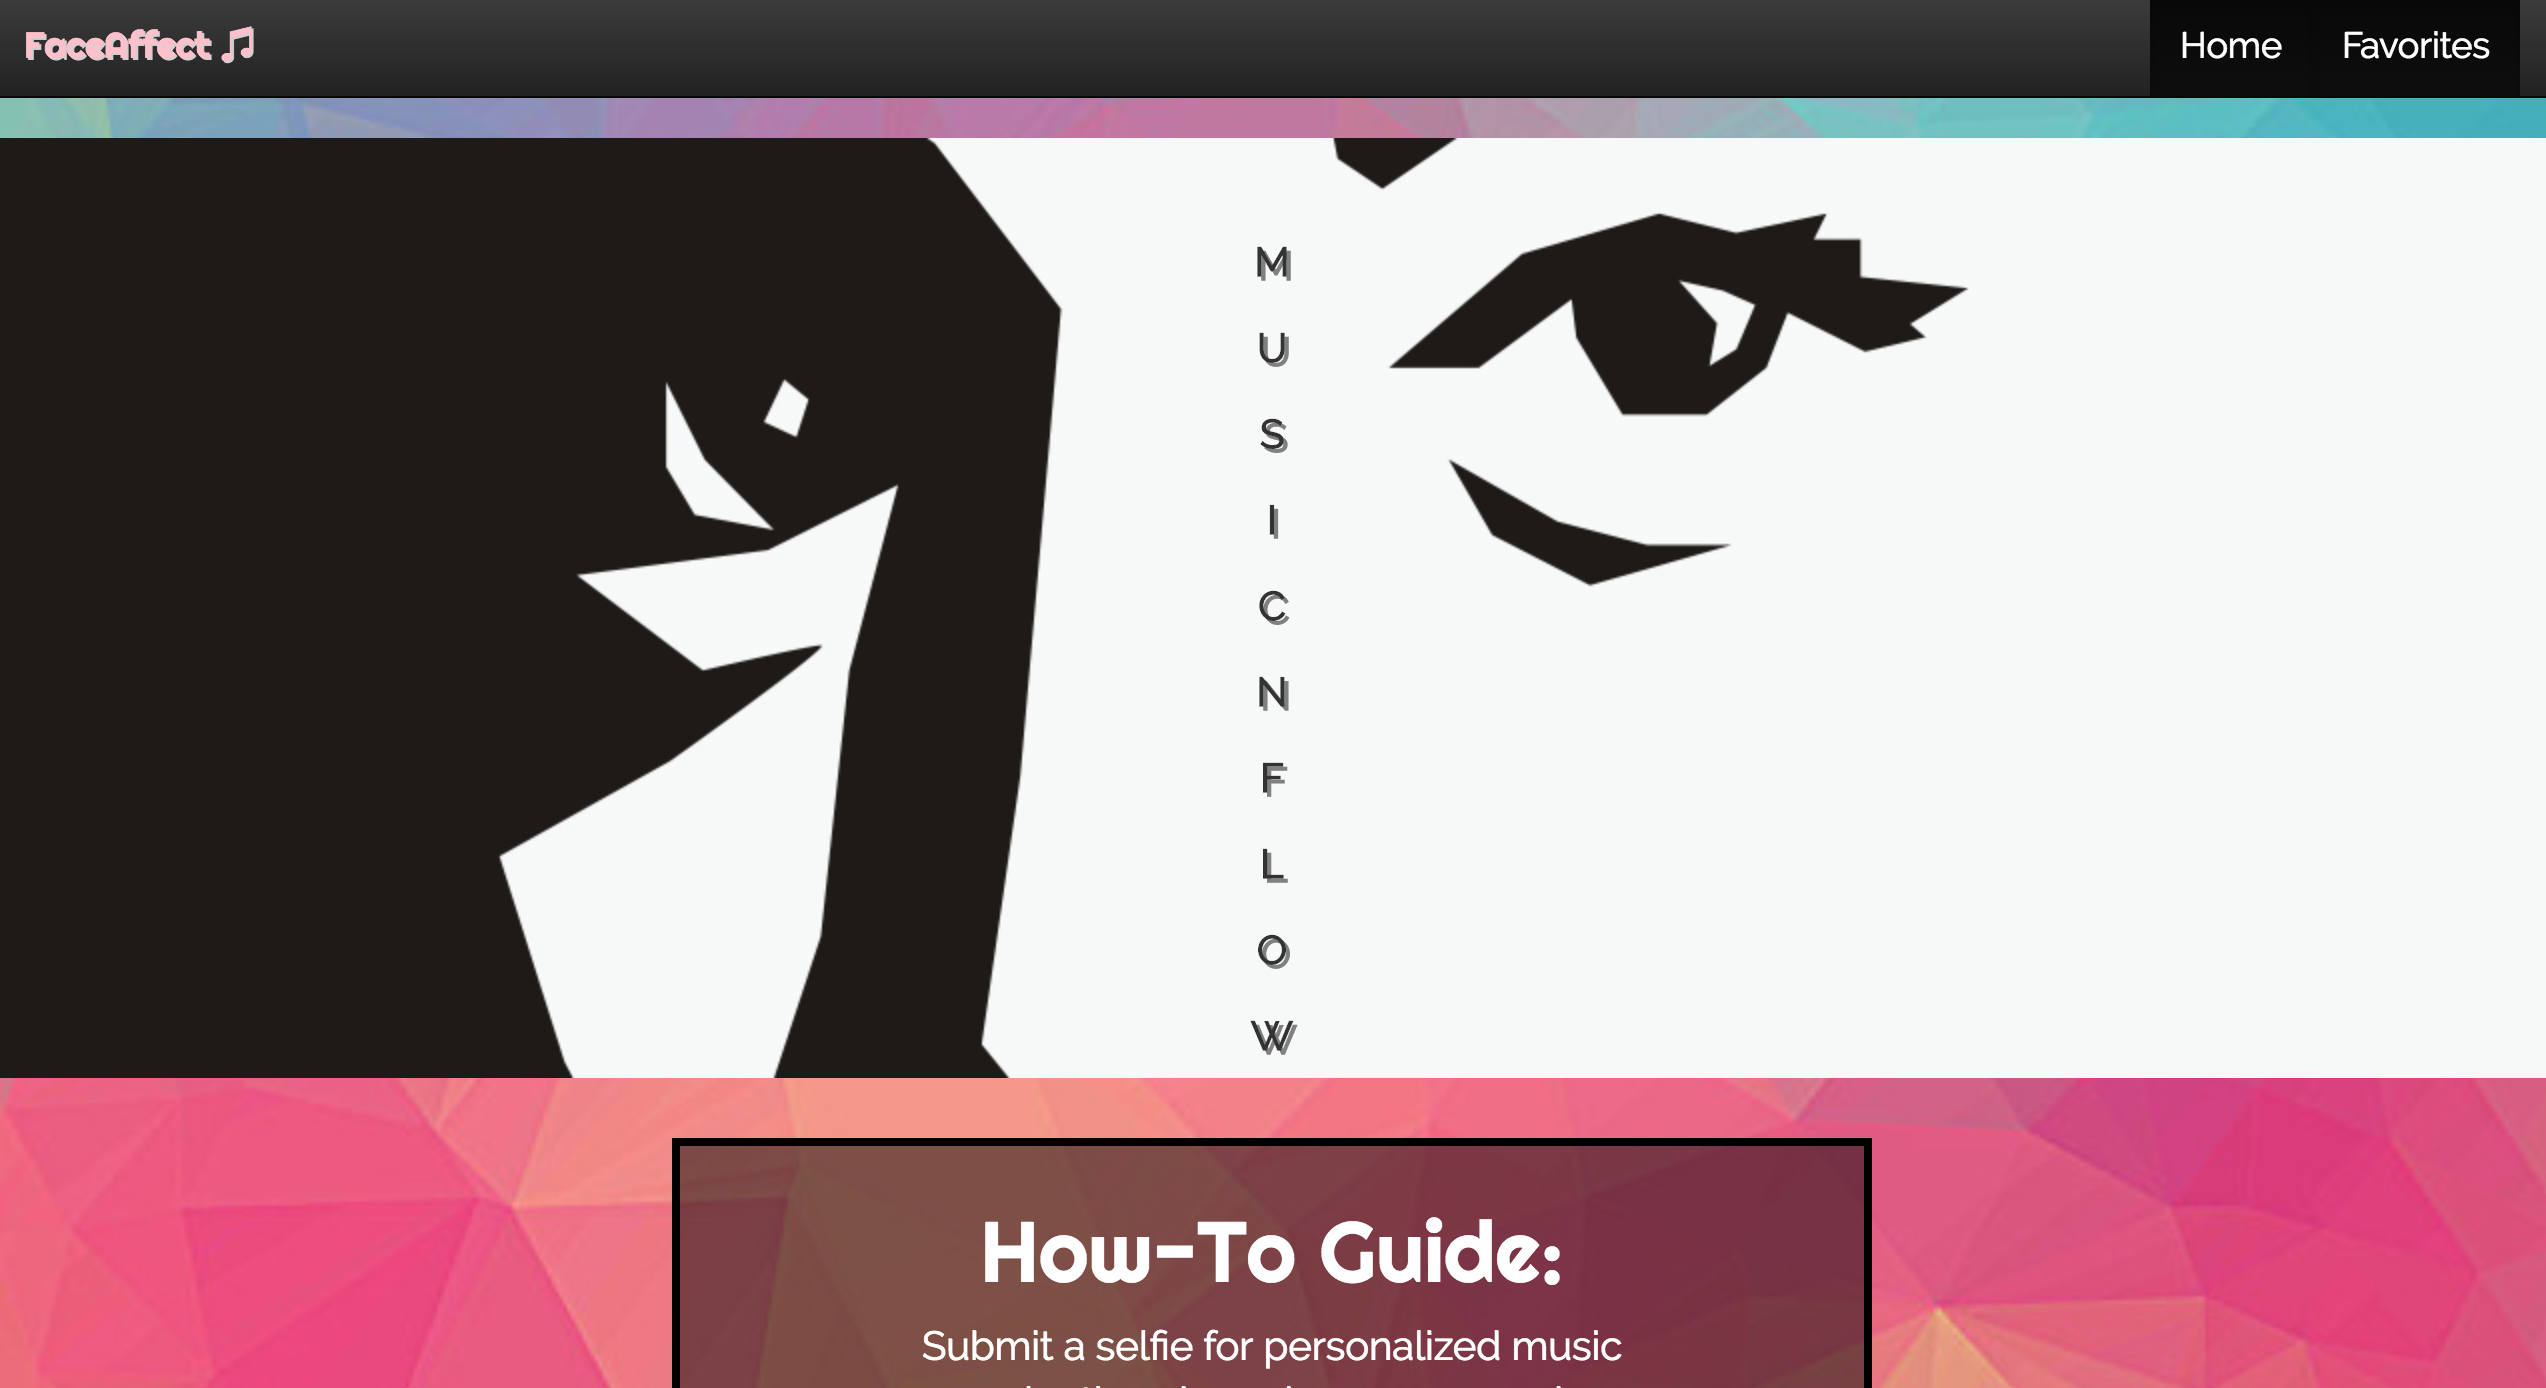 FaceAffect
Home
Favorites
M
U
S
I
C
N
F
L
O
W
How-To Guide:
Submit a selfie for personalized music